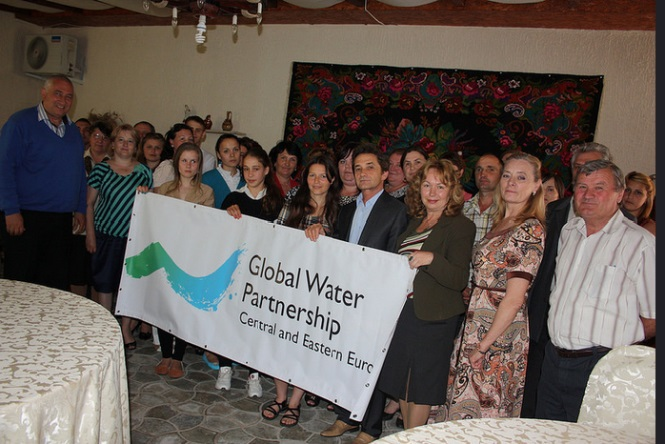 Global Water
Partnership
Central and Eastern Euro